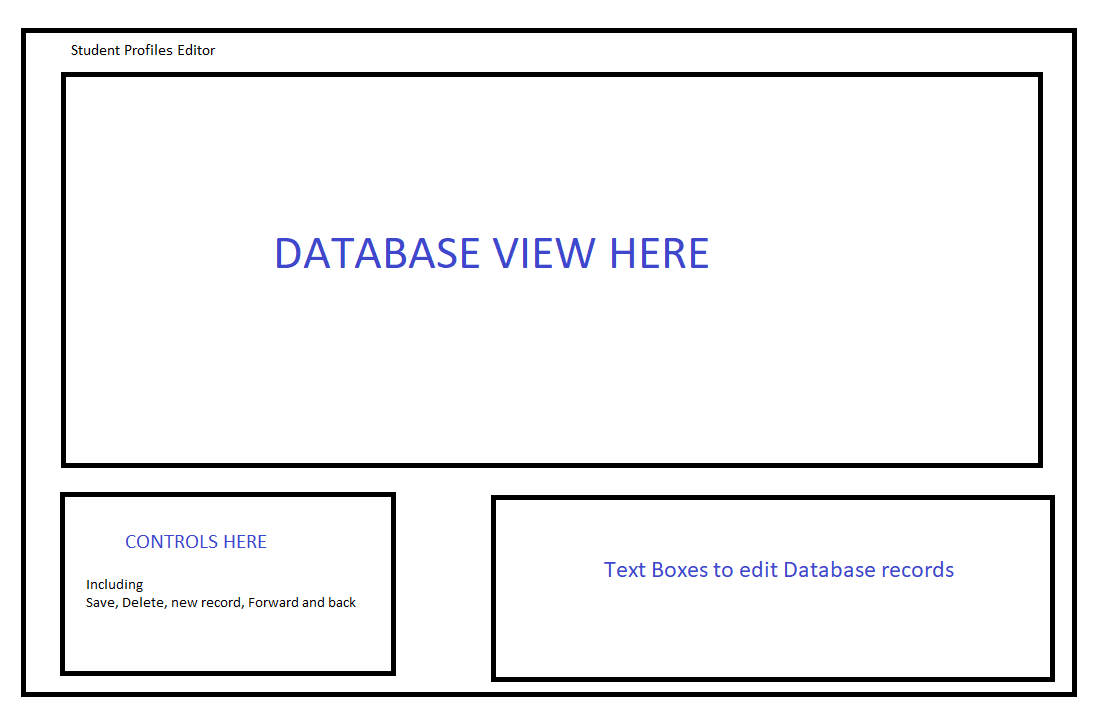 Student Profiles Editor
DATABASE VIEW HERE
CONTROLS HERE
Including
Save, Delete, new record, Forward and back
Text Boxes to edit Database records